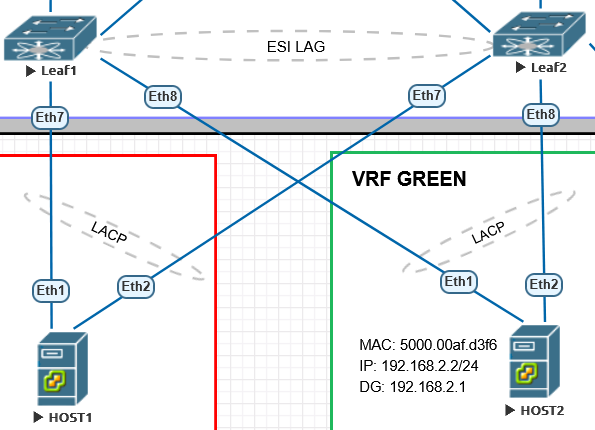 ESI LAG
Leaf1
Leaf2
Eth8
Eth7
Eth7
Eth8
VRF GREEN
LACP
LACP
Eth1
Eth2
Eth1
Eth2
MAC: 5000.00af.d3f6
IP: 192.168.2.2/24
DG: 192.168.2.1
HOST1
HOST2